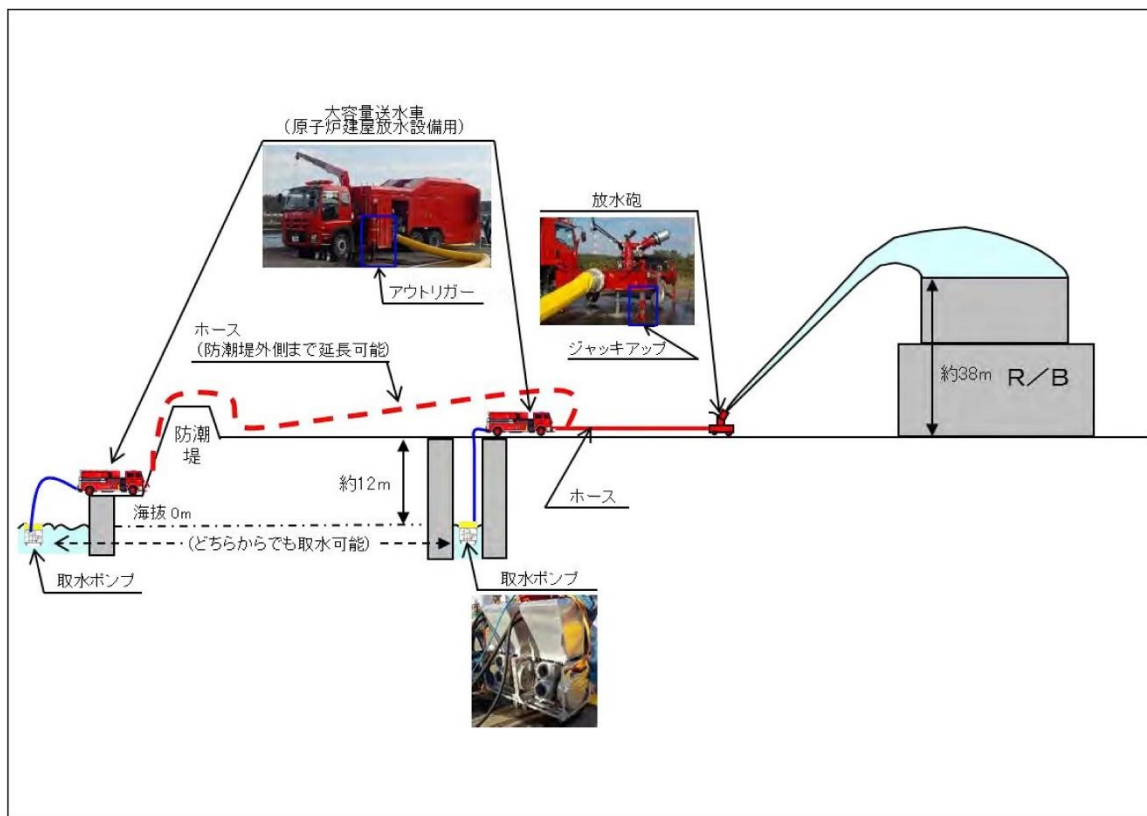 大容量送水車
(原子炉建屋放水設備用)
放水砲
アウトリガー
ホース
(防潮堤外側まで延長可能)
ジャッキアップ
約38m
R／B
防潮
堤
約12m
ホース
海抜 0m
(どちらからでも取水可能)
取水ポンプ
取水ポンプ